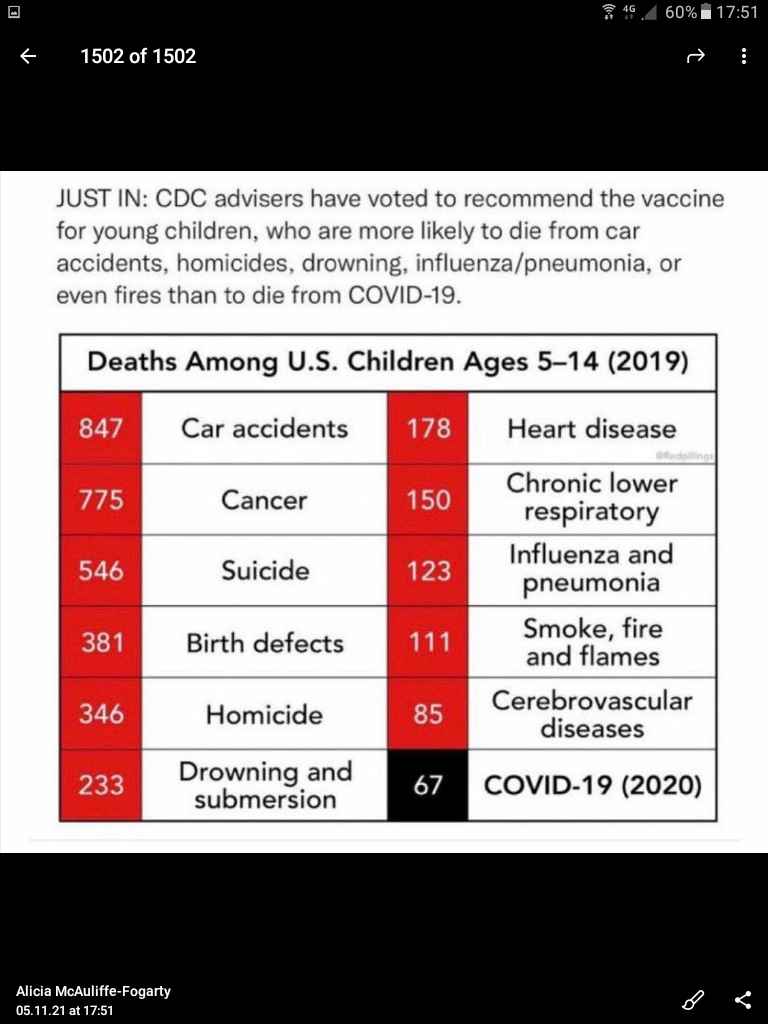 4G 60% 17:51
1502 of 1502
JUST IN: CDC advisers have voted to recommend the vaccine
for young children, who are more likely to die from car
accidents, homicides, drowning, influenza/pneumonia, or
even fires than to die from COVID-19.
Deaths Among U.S. Children Ages 5–14 (2019)
847 Car accidents 178 Heart disease
@Redpillings
775 Cancer 150 Chronic lower
respiratory
546 Suicide 123 Influenza and
pneumonia
381 Birth defects 111 Smoke, fire
and flames
346 Homicide 85 Cerebrovascular
diseases
233 Drowning and
submersion
67 COVID-19 (2020)
Alicia McAuliffe-Fogarty
05.11.21 at 17:51